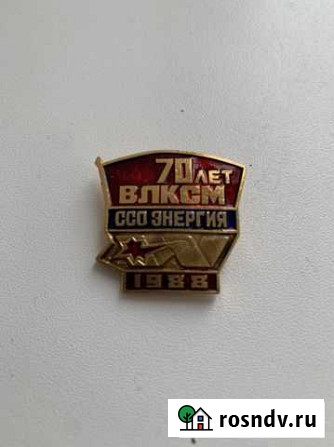 70 ЛЕТ
ВЛКСМ
ССО ЭНЕРГИЯ
1988
rosndv.ru